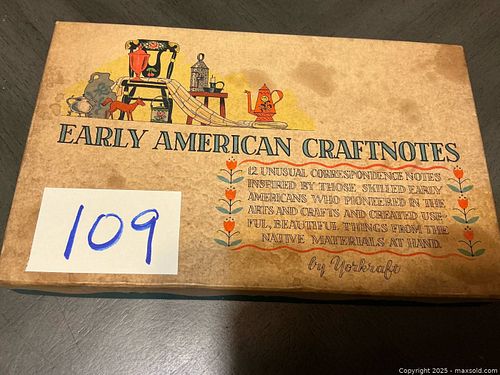 EARLY AMERICAN CRAFTNOTES
12 UNUSUAL CORRESPONDENCE NOTES
INSPIRED BY THOSE SKILLED EARLY
AMERICANS WHO PIONEERED IN THE
ARTS AND CRAFTS AND CREATED USE-
FUL, BEAUTIFUL THINGS FROM THE
NATIVE MATERIALS AT HAND.
by Yorkraft
109
Copyright 2025 - maxsold.com